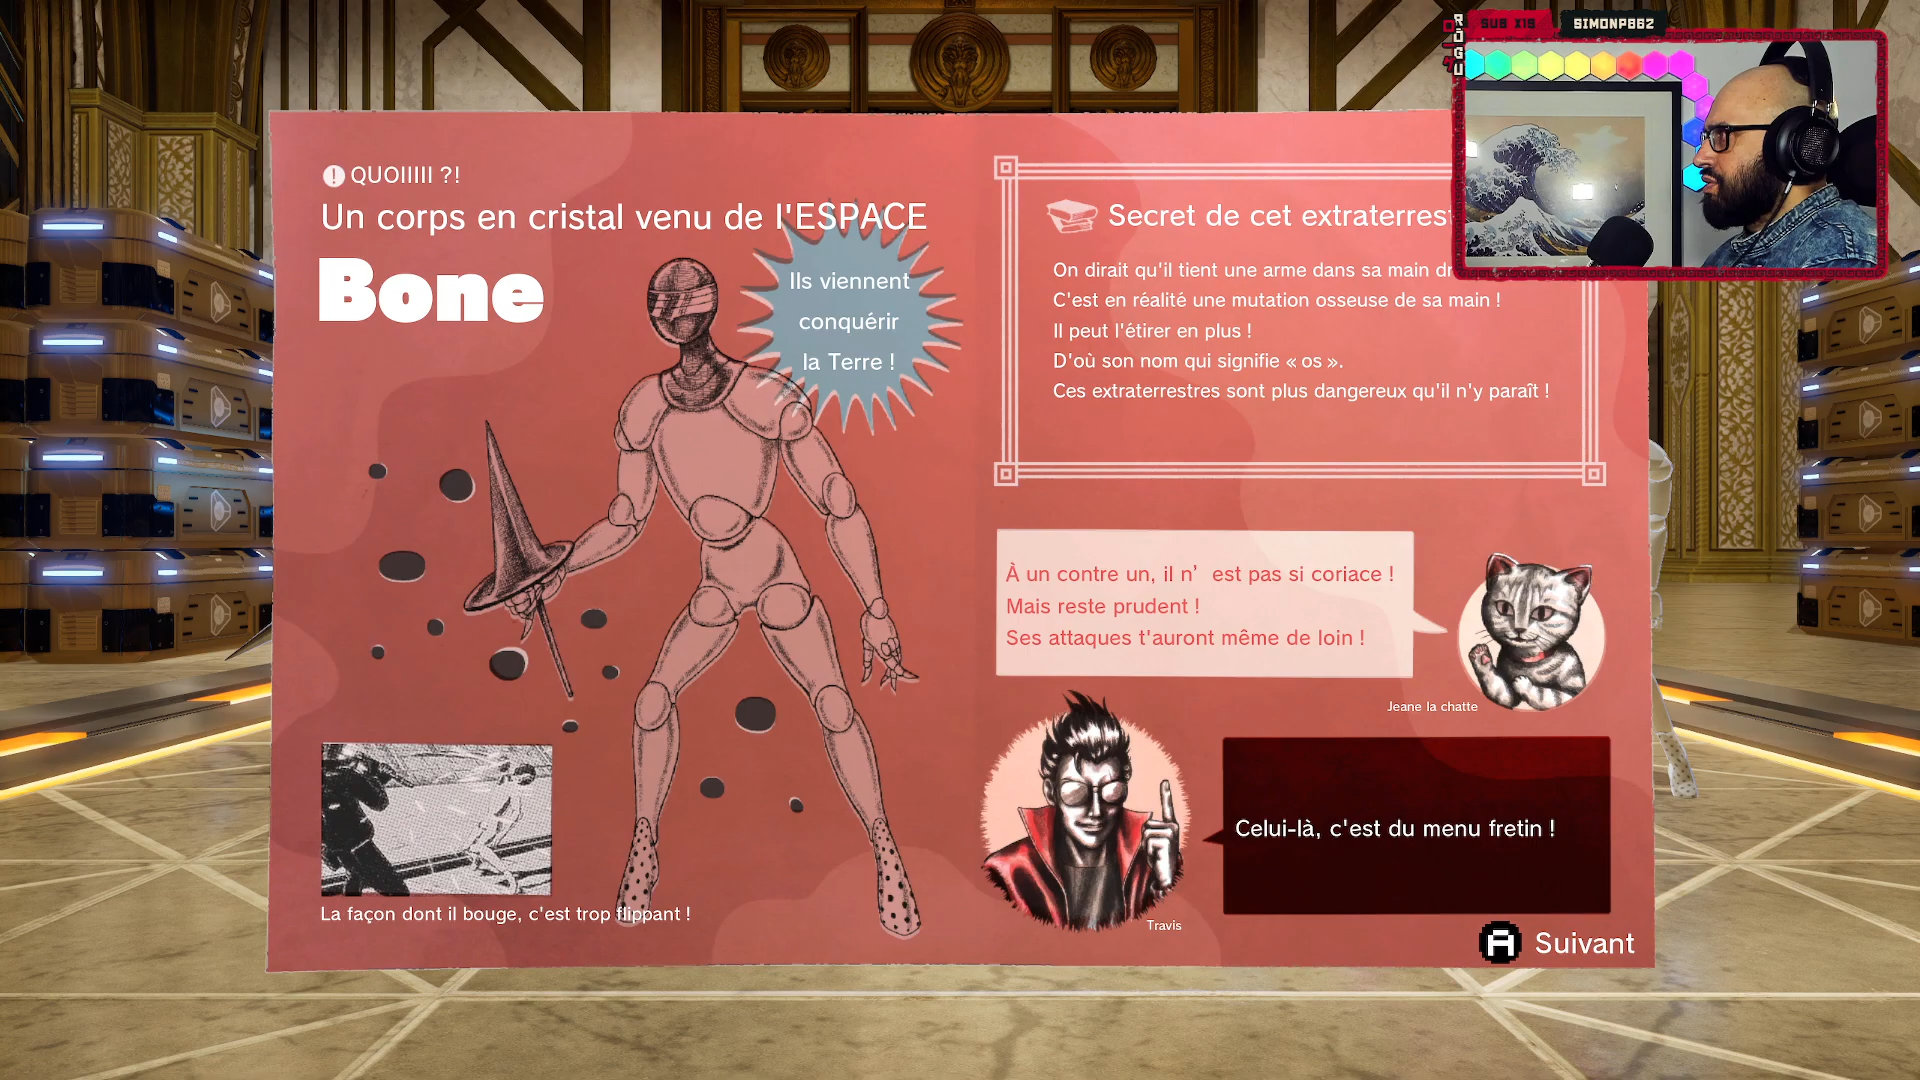 SUB X19
SIMONP862
QUOIIIII ?!
Un corps en cristal venu de l'ESPACE
Bone
Ils viennent
conquérir
la Terre !
Secret de cet
On dirait qu'il tient une arme dans sa main
C'est en réalité une mutation osseuse de sa main !
Il peut l'étirer en plus !
D'où son nom qui signifie « os ».
Ces extraterrestres sont plus dangereux qu'il n'y paraît !
À un contre un, il n’ est pas si coriace !
Mais reste prudent !
Ses attaques t'auront même de loin !
Jeane la chatte
Celui-là, c'est du menu fretin !
Travis
La façon dont il bouge, c'est trop flippant !
A Suivant